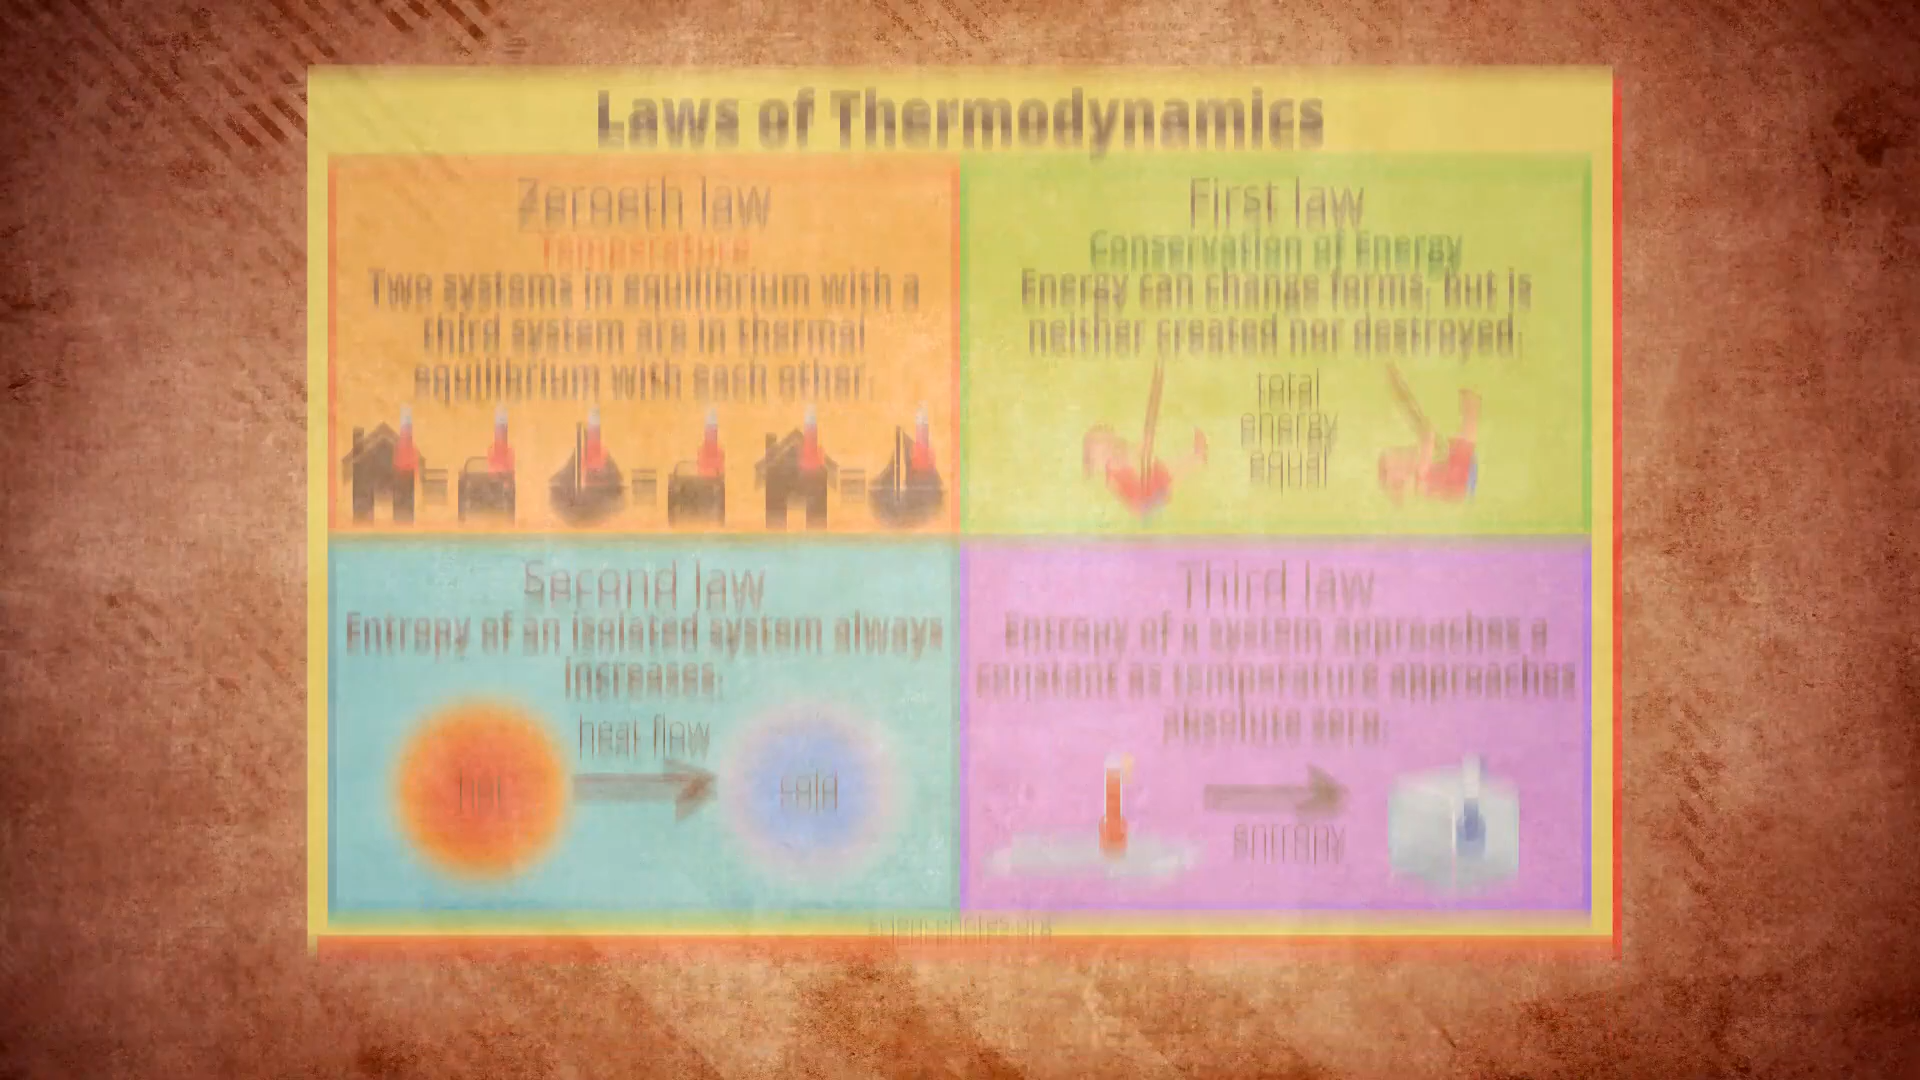 Laws of Thermodynamics
Zeroeth law
Temperature
Two systems in equilibrium with a
third system are in thermal
equilibrium with each other.
First law
Conservation of Energy
Energy can change forms, but is
neither created nor destroyed.
total
energy
equal
Second law
Entropy of an isolated system always
increases.
heat flow
hot
cold
Third law
Entropy of a system approaches a
constant as temperature approaches
absolute zero.
entropy
sciencenotes.org